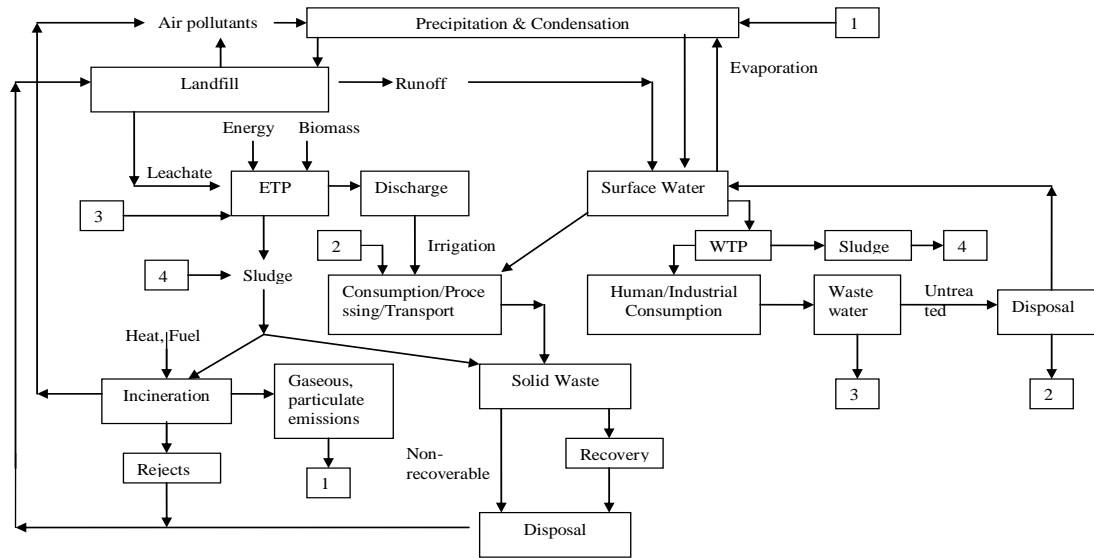 Air pollutants
Precipitation & Condensation
1
Evaporation
Landfill
Runoff
Energy
Biomass
Leachate
ETP
Discharge
Surface Water
3
2
Irrigation
WTP
Sludge
4
4
Sludge
Consumption/Proce
ssing/Transport
Human/Industrial
Consumption
Waste
water
Untrea
ted
Disposal
Heat, Fuel
Incineration
Gaseous,
particulate
emissions
Solid Waste
3
2
Rejects
1
Non-
recoverable
Recovery
Disposal